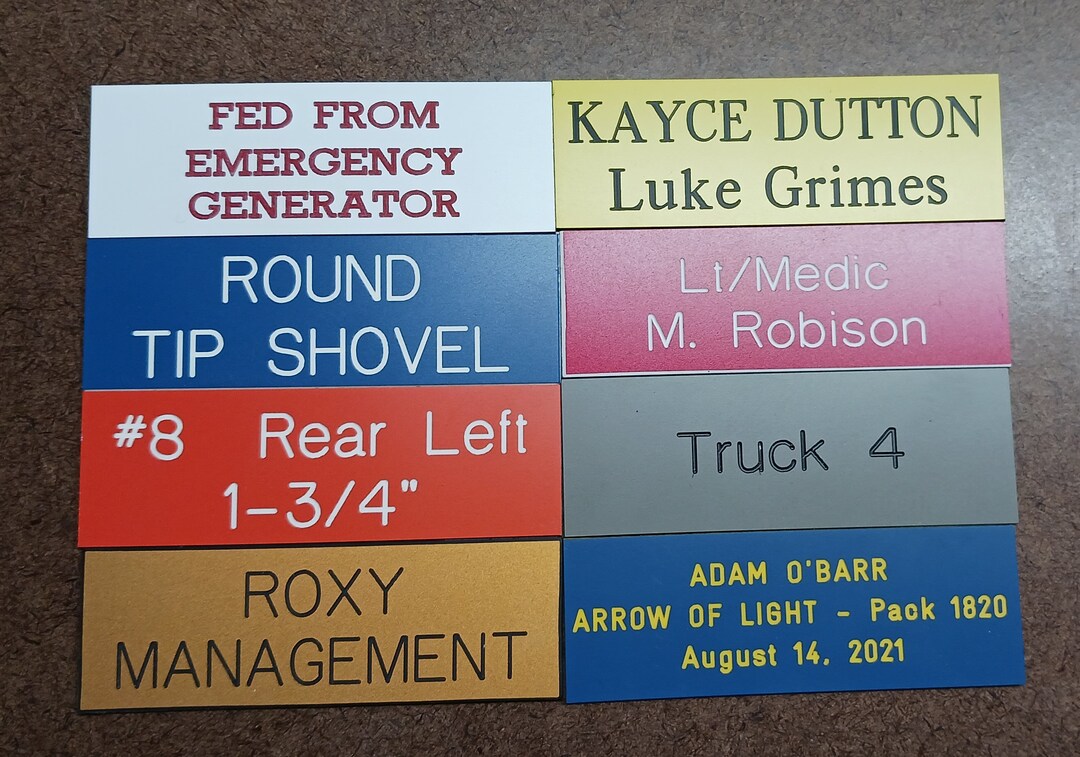 FED FROM
EMERGENCY
GENERATOR
KAYCE DUTTON
Luke Grimes
ROUND
TIP SHOVEL
Lt/Medic
M. Robison
#8 Rear Left
1-3/4"
Truck 4
ROXY
MANAGEMENT
ADAM O'BARR
ARROW OF LIGHT - Pack 1820
August 14, 2021